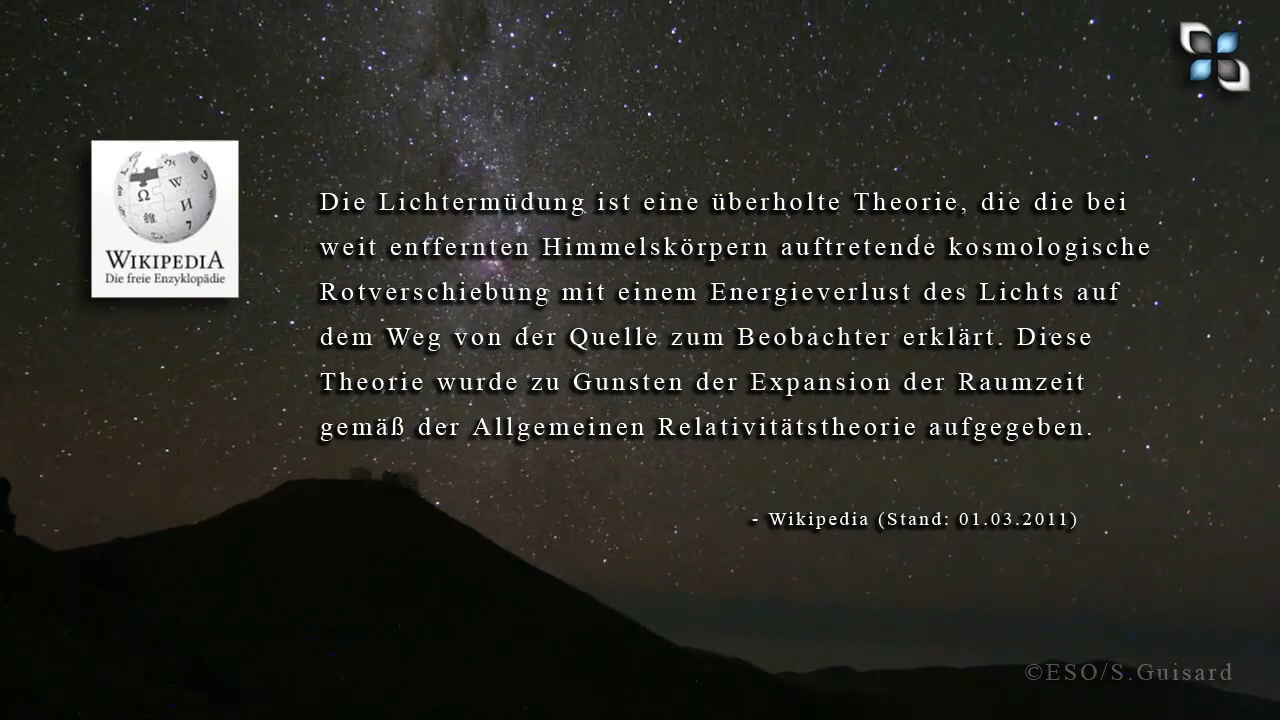 WIKIPEDIA
Die freie Enzyklopädie
Die Lichtermüdung ist eine überholte Theorie, die die bei
weit entfernten Himmelskörpern auftretende kosmologische
Rotverschiebung mit einem Energieverlust des Lichts auf
dem Weg von der Quelle zum Beobachter erklärt. Diese
Theorie wurde zu Gunsten der Expansion der Raumzeit
gemäß der Allgemeinen Relativitätstheorie aufgegeben.
- Wikipedia (Stand: 01.03.2011)
©ESO/S.Guisard